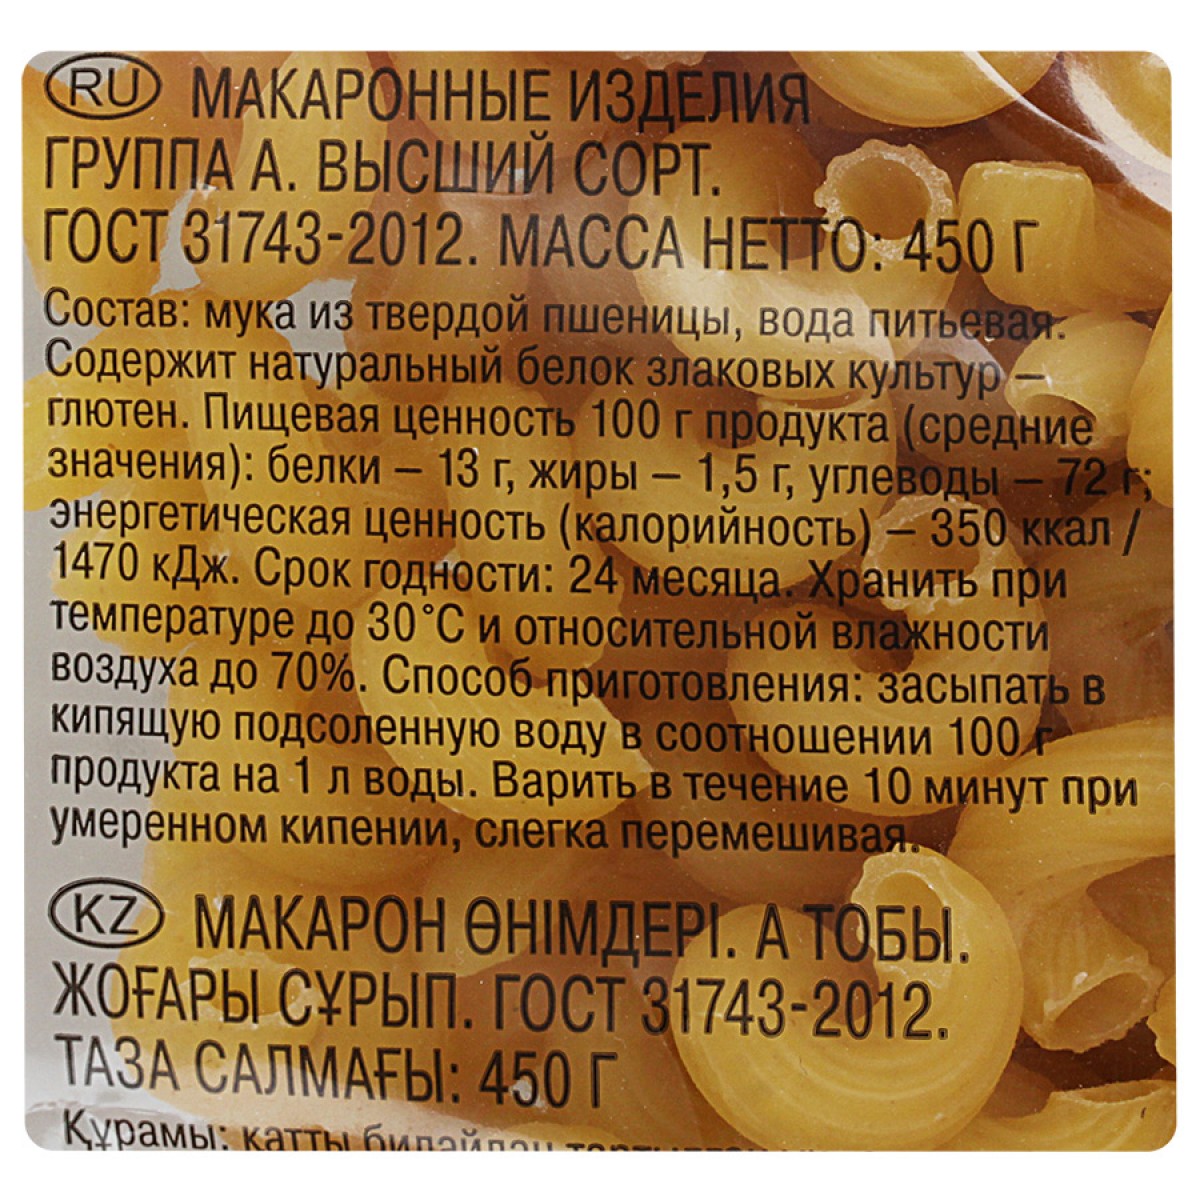 RU МАКАРОННЫЕ ИЗДЕЛИЯ
ГРУППА А. ВЫСШИЙ СОРТ.
ГОСТ 31743-2012. МАССА НЕТТО: 450 Г
Состав: мука из твердой пшеницы, вода питьевая.
Содержит натуральный белок злаковых культур –
глютен. Пищевая ценность 100 г продукта (средние
значения): белки – 13 г, жиры – 1,5 г, углеводы – 72 г;
энергетическая ценность (калорийность) – 350 ккал /
1470 кДж. Срок годности: 24 месяца. Хранить при
температуре до 30°С и относительной влажности
воздуха до 70%. Способ приготовления: засыпать в
кипящую подсоленную воду в соотношении 100 г
продукта на 1 л воды. Варить в течение 10 минут при
умеренном кипении, слегка перемешивая.
KZ МАКАРОН ӨНІМДЕРІ. А ТОБЫ.
ЖОҒАРЫ СҰРЫП. ГОСТ 31743-2012.
ТАЗА САЛМАҒЫ: 450 Г
Құрамы: қатты бидайдан